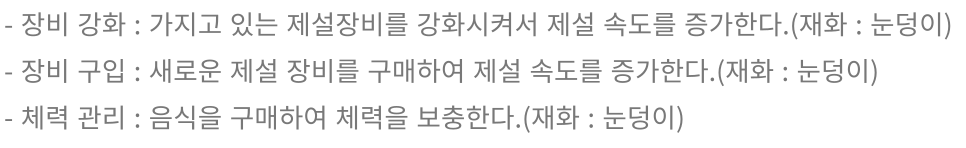 - 장비 강화 : 가지고 있는 제설장비를 강화시켜서 제설 속도를 증가한다.(재화 : 눈덩이)
- 장비 구입 : 새로운 제설 장비를 구매하여 제설 속도를 증가한다.(재화 : 눈덩이)
- 체력 관리 : 음식을 구매하여 체력을 보충한다.(재화 : 눈덩이)